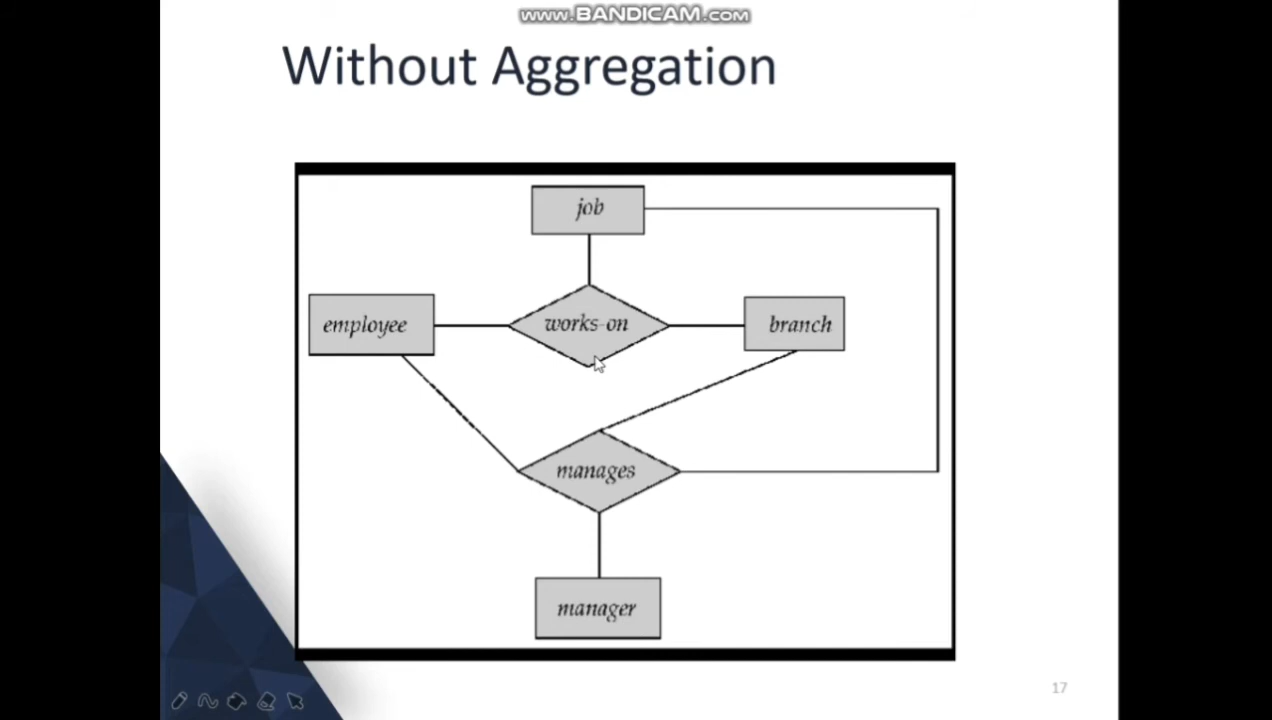 www.BANDICAM.com
Without Aggregation
job
employee
works-on
branch
manages
manager
17